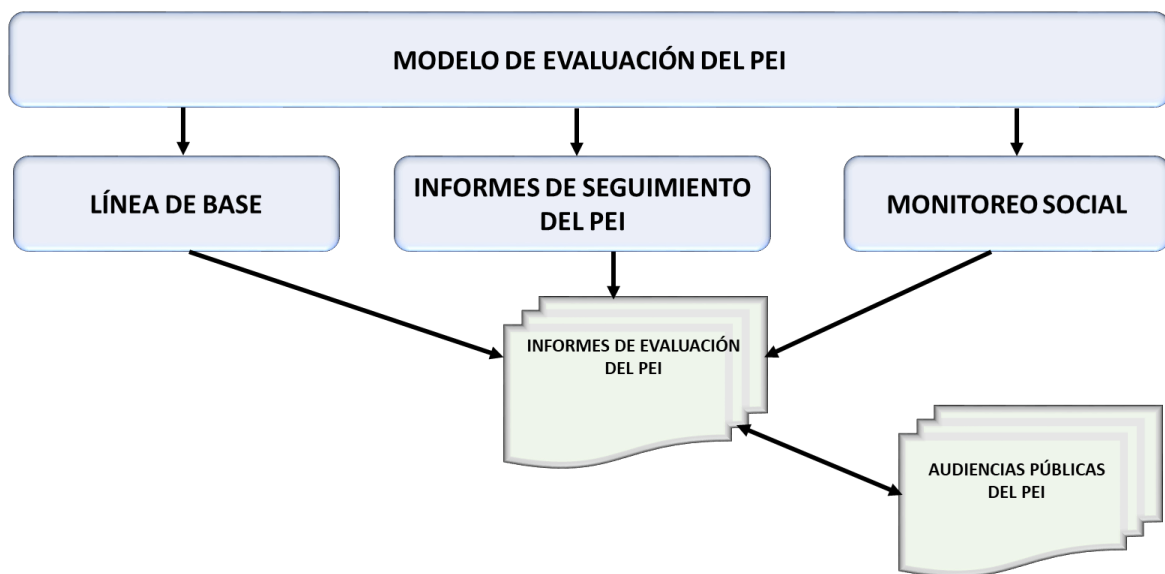 MODELO DE EVALUACIÓN DEL PEI
LÍNEA DE BASE
INFORMES DE SEGUIMIENTO
DEL PEI
MONITOREO SOCIAL
INFORMES DE EVALUACIÓN
DEL PEI
AUDIENCIAS PÚBLICAS
DEL PEI